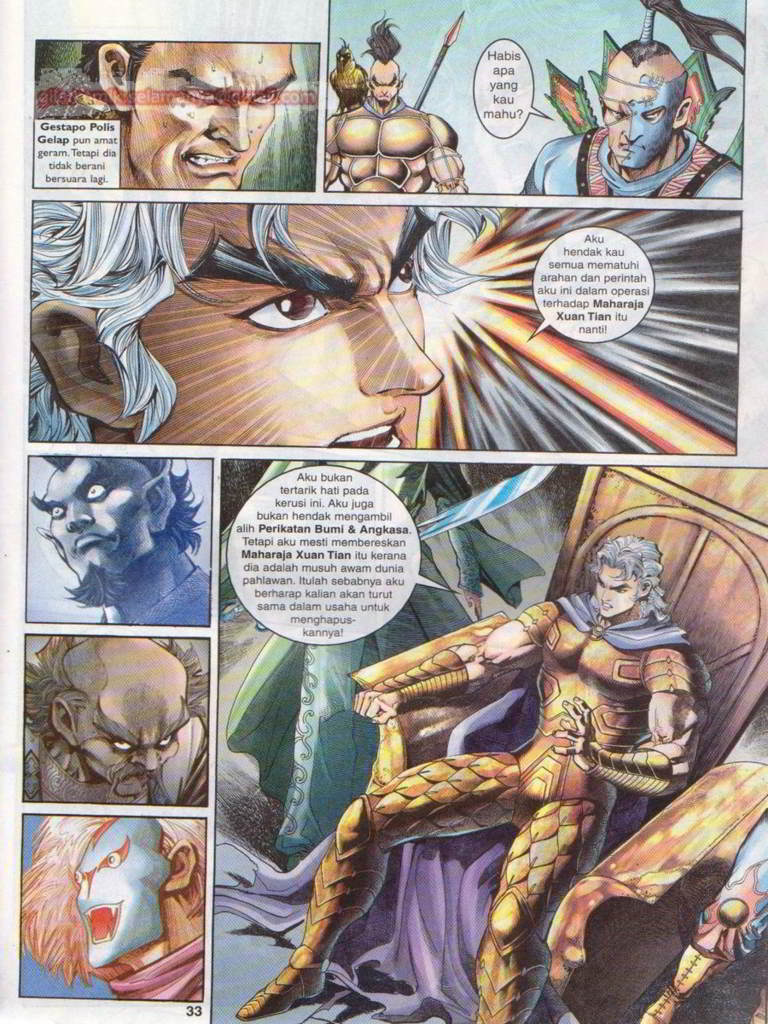 Gestapo Polis
Gelap pun amat
geram. Tetapi dia
tidak berani
bersuara lagi.
Habis
apa
yang
kau
mahu?
Aku
hendak kau
semua mematuhi
arahan dan perintah
aku ini dalam operasi
terhadap Maharaja
Xuan Tian itu
nanti!
Aku bukan
tertarik hati pada
kerusi ini. Aku juga
bukan hendak mengambil
alih Perikatan Bumi & Angkasa.
Tetapi aku mesti membereskan
Maharaja Xuan Tian itu kerana
dia adalah musuh awam dunia
pahlawan. Itulah sebabnya aku
berharap kalian akan turut
sama dalam usaha untuk
menghapus-
kannya!
33